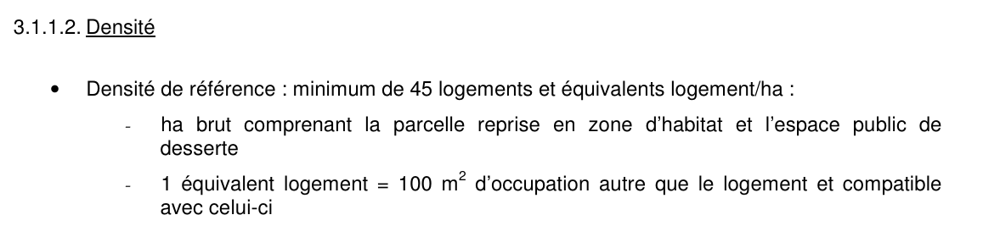 3.1.1.2. Densité
• Densité de référence : minimum de 45 logements et équivalents logement/ha :
- ha brut comprenant la parcelle reprise en zone d'habitat et l'espace public de
desserte
- 1 équivalent logement = 100 m² d'occupation autre que le logement et compatible
avec celui-ci